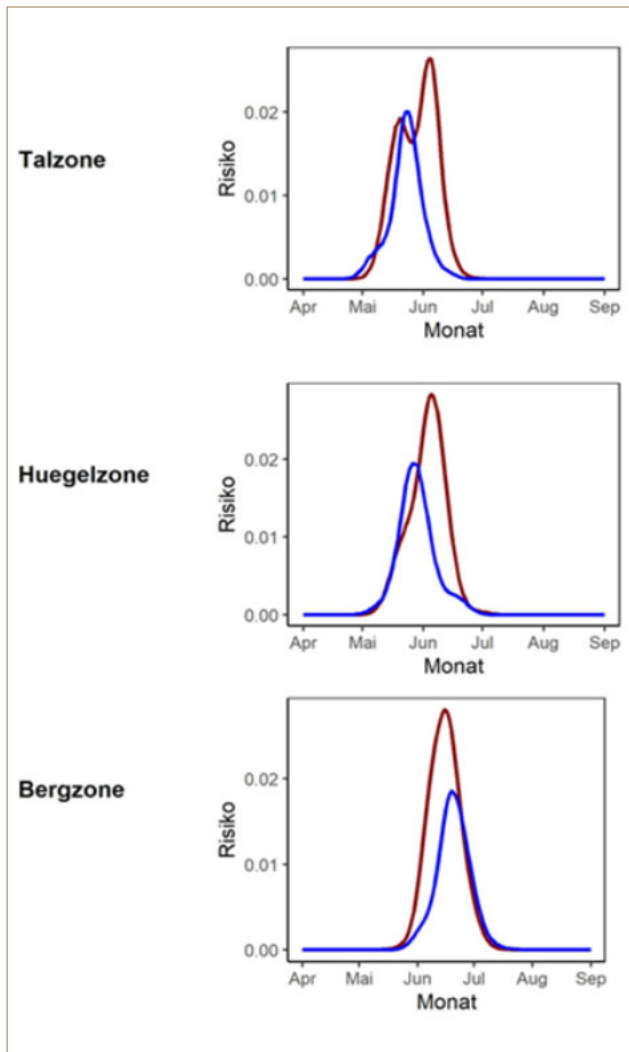 Talzone
Risiko
0.02
0.01
0.00
Apr Mai Jun Jul Aug Sep
Monat
Huegelzone
Risiko
0.02
0.01
0.00
Apr Mai Jun Jul Aug Sep
Monat
Bergzone
Risiko
0.02
0.01
0.00
Apr Mai Jun Jul Aug Sep
Monat